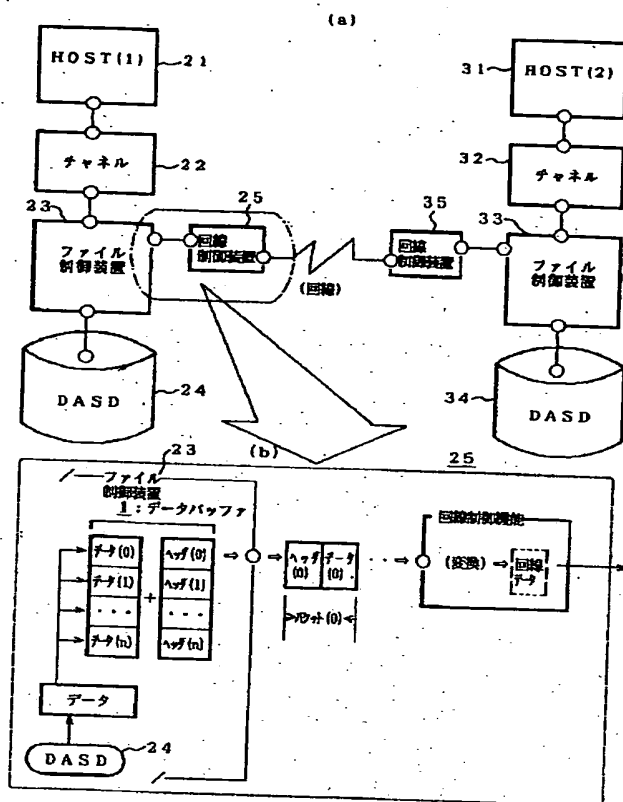 (a)
HOST(1)
21
31
HOST(2)
チャネル
22
32
チャネル
23
25
35
33
ファイル
制御装置
回線
制御装置
(回線)
回線
制御装置
ファイル
制御装置
DASD
24
34
DASD
(b)
25
23
ファイル
制御装置
1:データバッファ
データ(0)
データ(1)
...
データ(n)
+
ヘッダ(0)
ヘッダ(1)
...
ヘッダ(n)
⇒
⇒
ヘッダ
(0)
データ
(0)
パケット(0)
...
⇒
回線制御機能
(変換)
⇒
回線
データ
データ
DASD
24